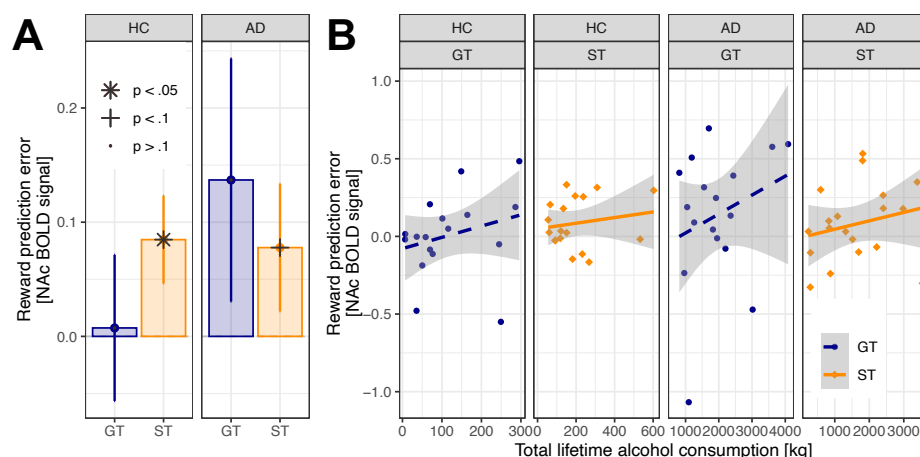 A
HC
AD
p < .05
p < .1
p > .1
0.2
0.1
0.0
Reward prediction error
[NAc BOLD signal]
GT ST GT ST
B
HC HC AD AD
GT ST GT ST
1.0
0.5
0.0
−0.5
−1.0
Reward prediction error
[NAc BOLD signal]
GT
ST
0 100 200 300 0 200 400 600 1000 2000 3000 4000 1000 2000 3000
Total lifetime alcohol consumption [kg]